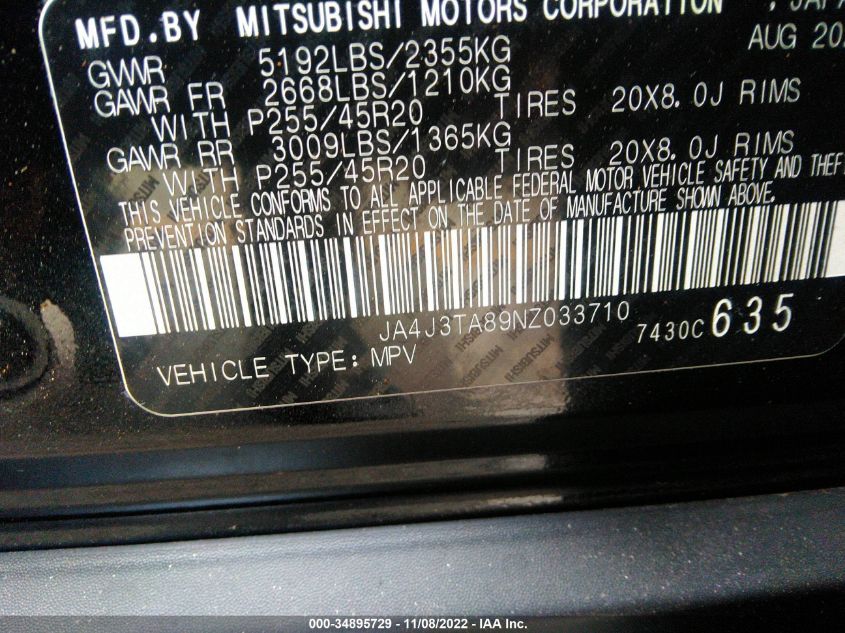 MFD.BY MITSUBISHI MOTORS CORPORATION
AUG
GVWR 5192LBS/2355KG
GAWR FR 2668LBS/1210KG
WITH P255/45R20 TIRES 20X8.0J RIMS
GAWR RR 3009LBS/1365KG
WITH P255/45R20 TIRES 20X8.0J RIMS
THIS VEHICLE CONFORMS TO ALL APPLICABLE FEDERAL MOTOR VEHICLE SAFETY AND THEFT
PREVENTION STANDARDS IN EFFECT ON THE DATE OF MANUFACTURE SHOWN ABOVE.
JA4J3TA89NZ033710
7430C 635
VEHICLE TYPE: MPV
000-34895729 - 11/08/2022 - IAA Inc.